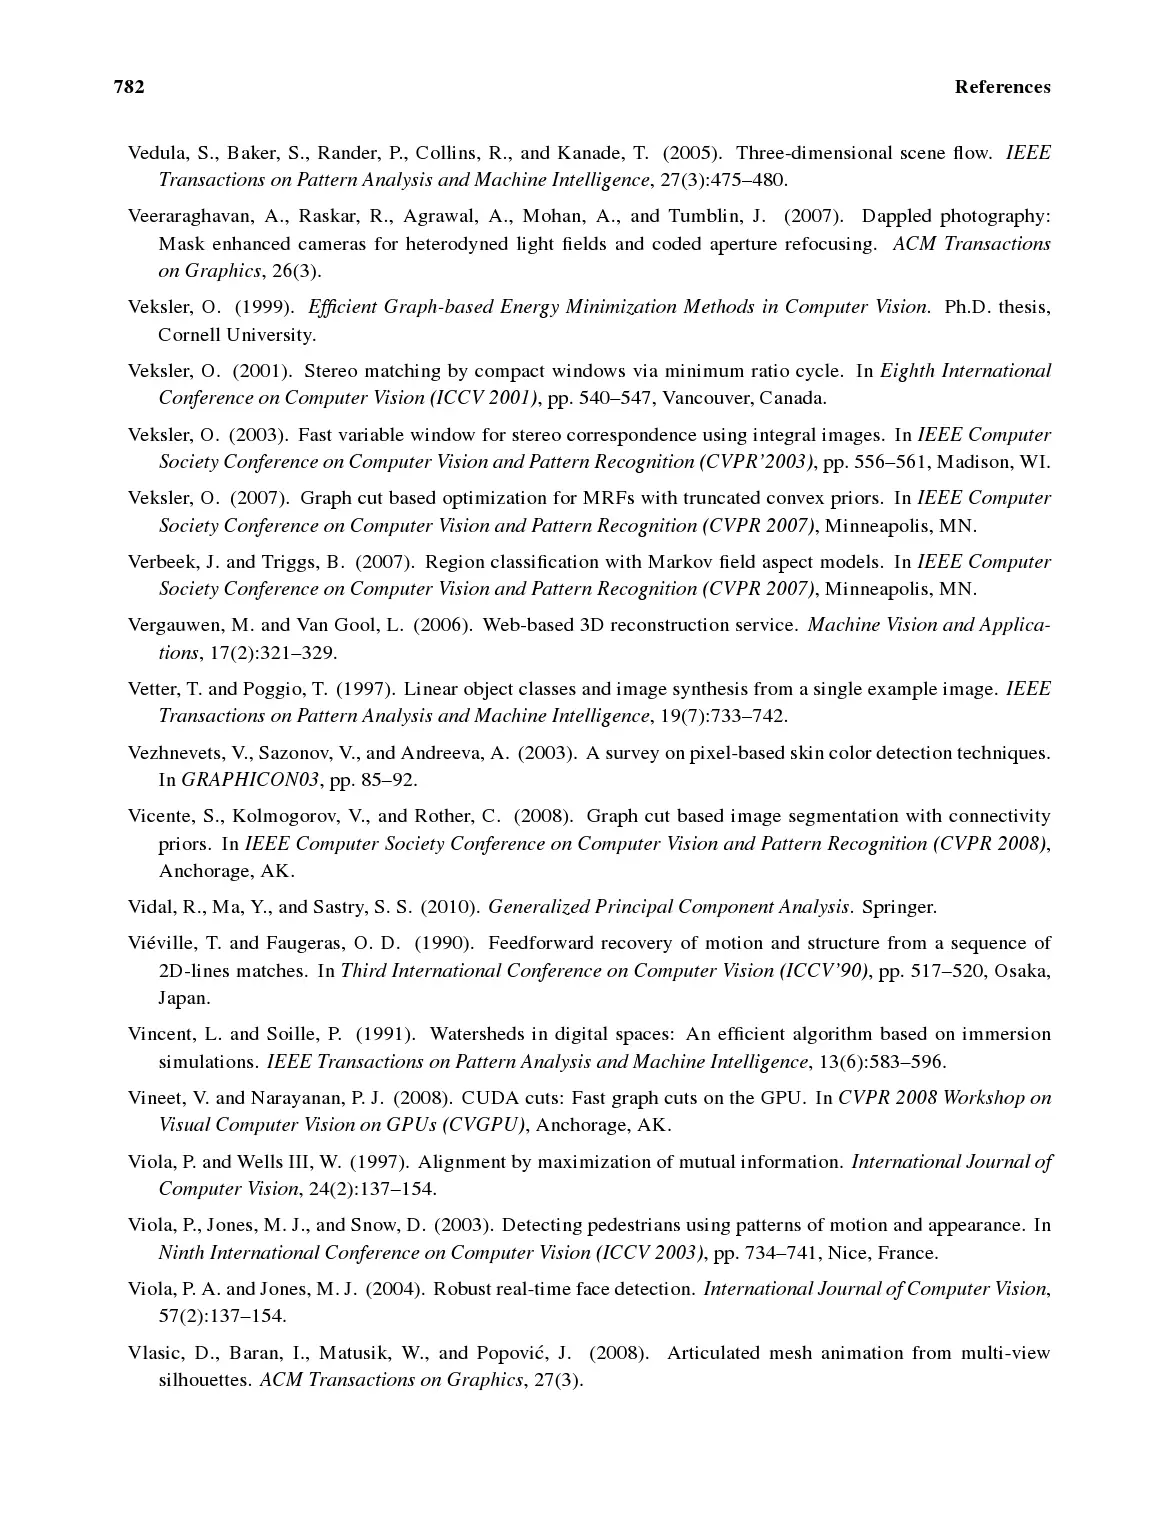 782 References
Vedula, S., Baker, S., Rander, P., Collins, R., and Kanade, T. (2005). Three-dimensional scene flow. IEEE
Transactions on Pattern Analysis and Machine Intelligence, 27(3):475–480.
Veeraraghavan, A., Raskar, R., Agrawal, A., Mohan, A., and Tumblin, J. (2007). Dappled photography:
Mask enhanced cameras for heterodyned light fields and coded aperture refocusing. ACM Transactions
on Graphics, 26(3).
Veksler, O. (1999). Efficient Graph-based Energy Minimization Methods in Computer Vision. Ph.D. thesis,
Cornell University.
Veksler, O. (2001). Stereo matching by compact windows via minimum ratio cycle. In Eighth International
Conference on Computer Vision (ICCV 2001), pp. 540–547, Vancouver, Canada.
Veksler, O. (2003). Fast variable window for stereo correspondence using integral images. In IEEE Computer
Society Conference on Computer Vision and Pattern Recognition (CVPR’2003), pp. 556–561, Madison, WI.
Veksler, O. (2007). Graph cut based optimization for MRFs with truncated convex priors. In IEEE Computer
Society Conference on Computer Vision and Pattern Recognition (CVPR 2007), Minneapolis, MN.
Verbeek, J. and Triggs, B. (2007). Region classification with Markov field aspect models. In IEEE Computer
Society Conference on Computer Vision and Pattern Recognition (CVPR 2007), Minneapolis, MN.
Vergauwen, M. and Van Gool, L. (2006). Web-based 3D reconstruction service. Machine Vision and Applica-
tions, 17(2):321–329.
Vetter, T. and Poggio, T. (1997). Linear object classes and image synthesis from a single example image. IEEE
Transactions on Pattern Analysis and Machine Intelligence, 19(7):733–742.
Vezhnevets, V., Sazonov, V., and Andreeva, A. (2003). A survey on pixel-based skin color detection techniques.
In GRAPHICON03, pp. 85–92.
Vicente, S., Kolmogorov, V., and Rother, C. (2008). Graph cut based image segmentation with connectivity
priors. In IEEE Computer Society Conference on Computer Vision and Pattern Recognition (CVPR 2008),
Anchorage, AK.
Vidal, R., Ma, Y., and Sastry, S. S. (2010). Generalized Principal Component Analysis. Springer.
Viéville, T. and Faugeras, O. D. (1990). Feedforward recovery of motion and structure from a sequence of
2D-lines matches. In Third International Conference on Computer Vision (ICCV’90), pp. 517–520, Osaka,
Japan.
Vincent, L. and Soille, P. (1991). Watersheds in digital spaces: An efficient algorithm based on immersion
simulations. IEEE Transactions on Pattern Analysis and Machine Intelligence, 13(6):583–596.
Vineet, V. and Narayanan, P. J. (2008). CUDA cuts: Fast graph cuts on the GPU. In CVPR 2008 Workshop on
Visual Computer Vision on GPUs (CVGPU), Anchorage, AK.
Viola, P. and Wells III, W. (1997). Alignment by maximization of mutual information. International Journal of
Computer Vision, 24(2):137–154.
Viola, P., Jones, M. J., and Snow, D. (2003). Detecting pedestrians using patterns of motion and appearance. In
Ninth International Conference on Computer Vision (ICCV 2003), pp. 734–741, Nice, France.
Viola, P. A. and Jones, M. J. (2004). Robust real-time face detection. International Journal of Computer Vision,
57(2):137–154.
Vlasic, D., Baran, I., Matusik, W., and Popović, J. (2008). Articulated mesh animation from multi-view
silhouettes. ACM Transactions on Graphics, 27(3).